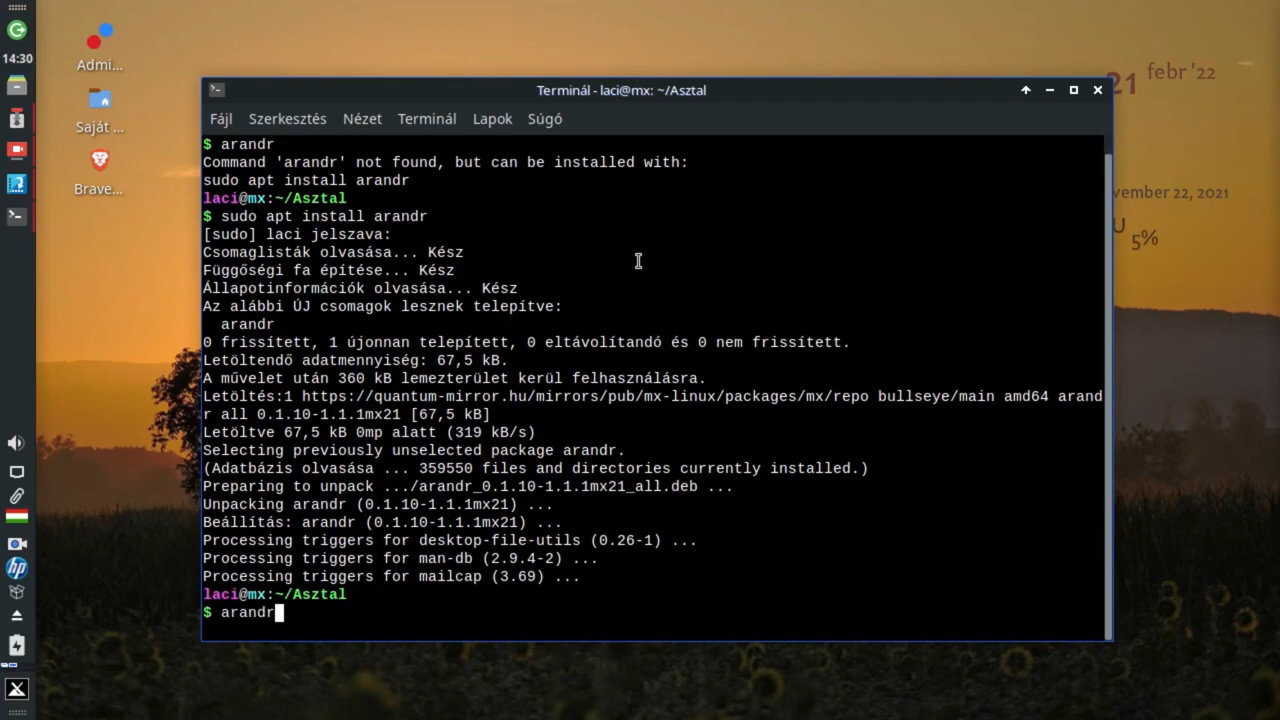 14:30
Admi...
Saját ...
Brave...
21 febr '22
vember 22, 2021
U
5%
Terminál - laci@mx: ~/Asztal
Fájl Szerkesztés Nézet Terminál Lapok Súgó
$ arandr
Command 'arandr' not found, but can be installed with:
sudo apt install arandr
laci@mx:~/Asztal
$ sudo apt install arandr
[sudo] laci jelszava:
Csomaglisták olvasása... Kész
Függőségi fa építése... Kész
Állapotinformációk olvasása... Kész
Az alábbi ÚJ csomagok lesznek telepítve:
  arandr
0 frissített, 1 újonnan telepített, 0 eltávolítandó és 0 nem frissített.
Letöltendő adatmennyiség: 67,5 kB.
A művelet után 360 kB lemezterület kerül felhasználásra.
Letöltés:1 https://quantum-mirror.hu/mirrors/pub/mx-linux/packages/mx/repo bullseye/main amd64 arand
r all 0.1.10-1.1.1mx21 [67,5 kB]
Letöltve 67,5 kB 0mp alatt (319 kB/s)
Selecting previously unselected package arandr.
(Adatbázis olvasása ... 359550 files and directories currently installed.)
Preparing to unpack .../arandr_0.1.10-1.1.1mx21_all.deb ...
Unpacking arandr (0.1.10-1.1.1mx21) ...
Beállítás: arandr (0.1.10-1.1.1mx21) ...
Processing triggers for desktop-file-utils (0.26-1) ...
Processing triggers for man-db (2.9.4-2) ...
Processing triggers for mailcap (3.69) ...
laci@mx:~/Asztal
$ arandr
hp